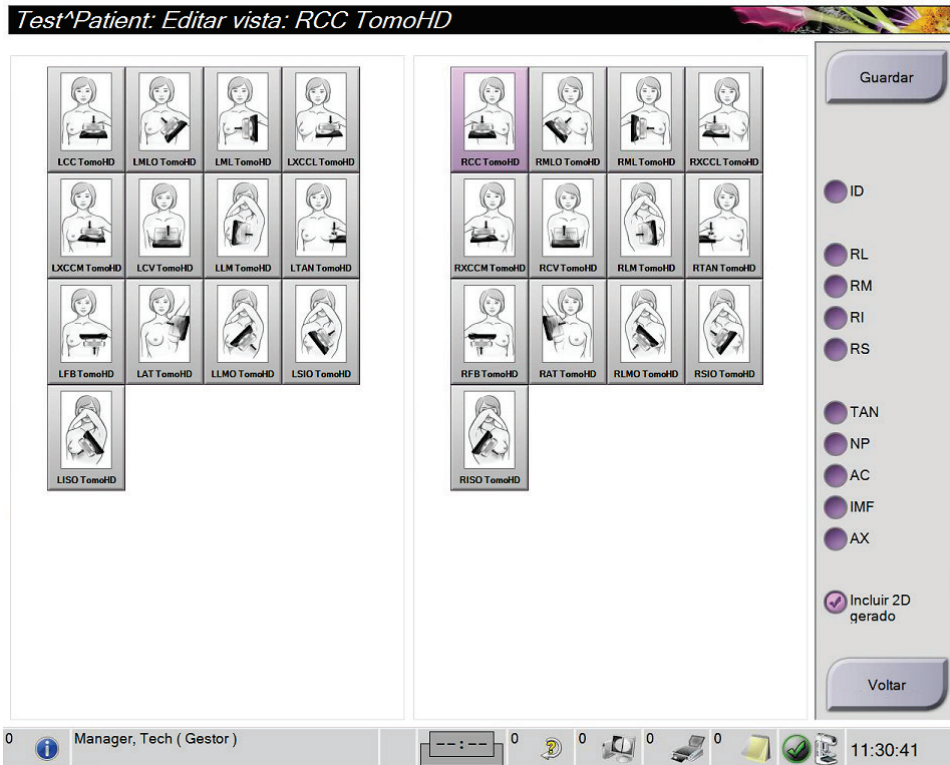 Test^Patient: Editar vista: RCC TomoHD
LCC TomoHD
LMLO TomoHD
LML TomoHD
LXCCL TomoHD
LXCCM TomoHD
LCV TomoHD
LLM TomoHD
LTAN TomoHD
LFB TomoHD
LAT TomoHD
LLMO TomoHD
LSIO TomoHD
LISO TomoHD
RCC TomoHD
RMLO TomoHD
RML TomoHD
RXCCL TomoHD
RXCCM TomoHD
RCV TomoHD
RLM TomoHD
RTAN TomoHD
RFB TomoHD
RAT TomoHD
RLMO TomoHD
RSIO TomoHD
RISO TomoHD
Guardar
ID
RL
RM
RI
RS
TAN
NP
AC
IMF
AX
Incluir 2D
gerado
Voltar
0
Manager, Tech ( Gestor )
--:--
0
0
0
0
11:30:41